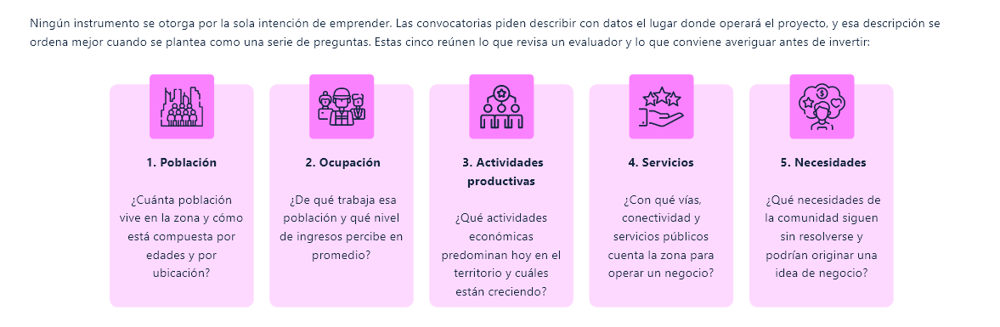 Ningún instrumento se otorga por la sola intención de emprender. Las convocatorias piden describir con datos el lugar donde operará el proyecto, y esa descripción se
ordena mejor cuando se plantea como una serie de preguntas. Estas cinco reúnen lo que revisa un evaluador y lo que conviene averiguar antes de invertir:
1. Población
¿Cuánta población
vive en la zona y cómo
está compuesta por
edades y por
ubicación?
2. Ocupación
¿De qué trabaja esa
población y qué nivel
de ingresos percibe en
promedio?
3. Actividades
productivas
¿Qué actividades
económicas
predominan hoy en el
territorio y cuáles
están creciendo?
4. Servicios
¿Con qué vías,
conectividad y
servicios públicos
cuenta la zona para
operar un negocio?
5. Necesidades
¿Qué necesidades de
la comunidad siguen
sin resolverse y
podrían originar una
idea de negocio?